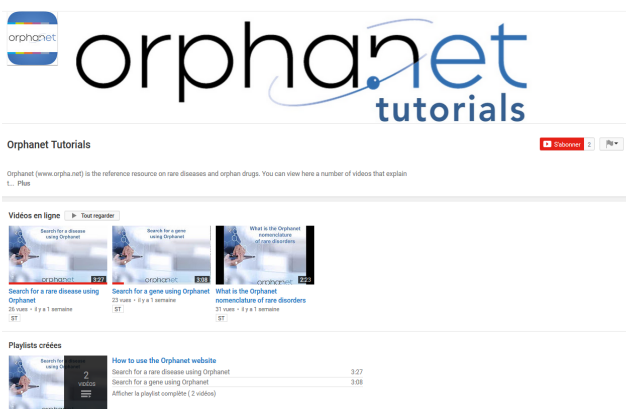 orphanet
orphanet
tutorials
Orphanet Tutorials
S'abonner 2
Orphanet (www.orpha.net) is the reference resource on rare diseases and orphan drugs. You can view here a number of videos that explain
t... Plus
Vidéos en ligne Tout regarder
Search for a disease
using Orphanet
orphanet 3:27
Search for a gene
using Orphanet
orphanet 3:08
What is the Orphanet
nomenclature
of rare disorders
orphanet 2:23
Search for a rare disease using
Orphanet
26 vues • il y a 1 semaine
ST
Search for a gene using Orphanet
23 vues • il y a 1 semaine
ST
What is the Orphanet
nomenclature of rare disorders
31 vues • il y a 1 semaine
ST
Playlists créées
2
VIDÉOS
How to use the Orphanet website
Search for a rare disease using Orphanet 3:27
Search for a gene using Orphanet 3:08
Afficher la playlist complète ( 2 vidéos)